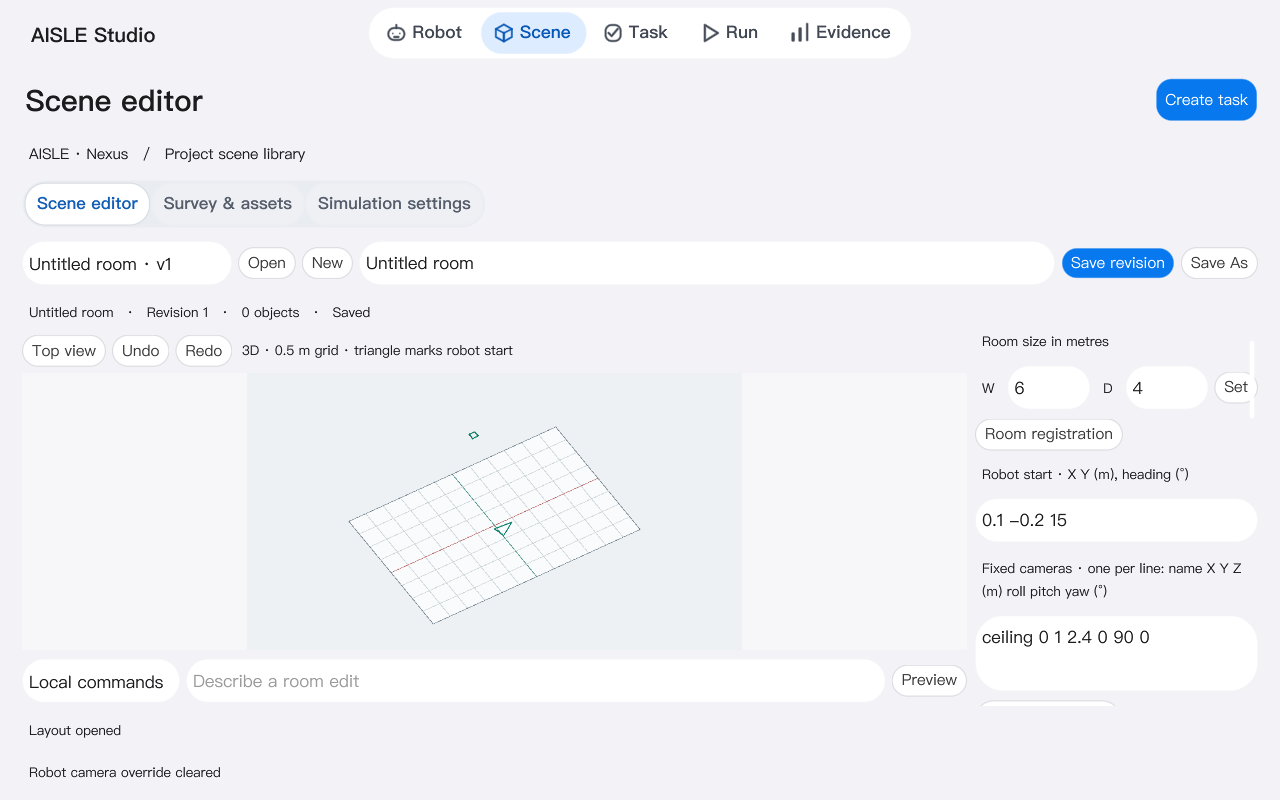 AISLE Studio
Robot
Scene
Task
Run
Evidence
Scene editor
Create task
AISLE · Nexus / Project scene library
Scene editor
Survey & assets
Simulation settings
Untitled room · v1
Open
New
Untitled room
Save revision
Save As
Untitled room · Revision 1 · 0 objects · Saved
Top view
Undo
Redo
3D · 0.5 m grid · triangle marks robot start
Room size in metres
W
6
D
4
Set
Room registration
Robot start · X Y (m), heading (°)
0.1 −0.2 15
Fixed cameras · one per line: name X Y Z
(m) roll pitch yaw (°)
ceiling 0 1 2.4 0 90 0
Local commands
Describe a room edit
Preview
Layout opened
Robot camera override cleared